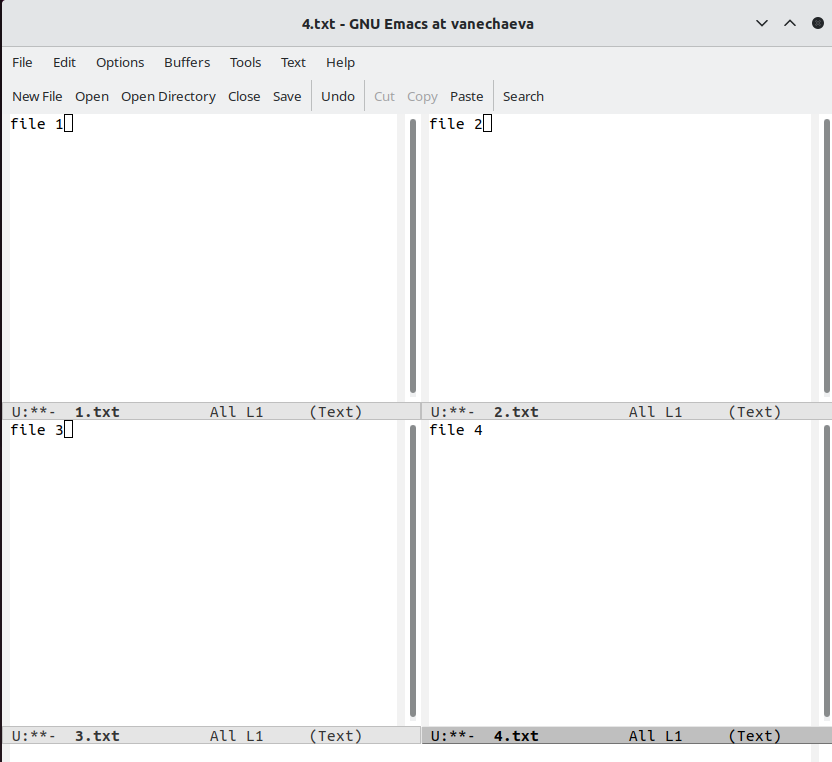 4.txt - GNU Emacs at vanechaeva
File Edit Options Buffers Tools Text Help
New File Open Open Directory Close Save Undo Cut Copy Paste Search
file 1
U:**-  1.txt          All L1     (Text)
file 2
U:**-  2.txt          All L1     (Text)
file 3
U:**-  3.txt          All L1     (Text)
file 4
U:**-  4.txt          All L1     (Text)